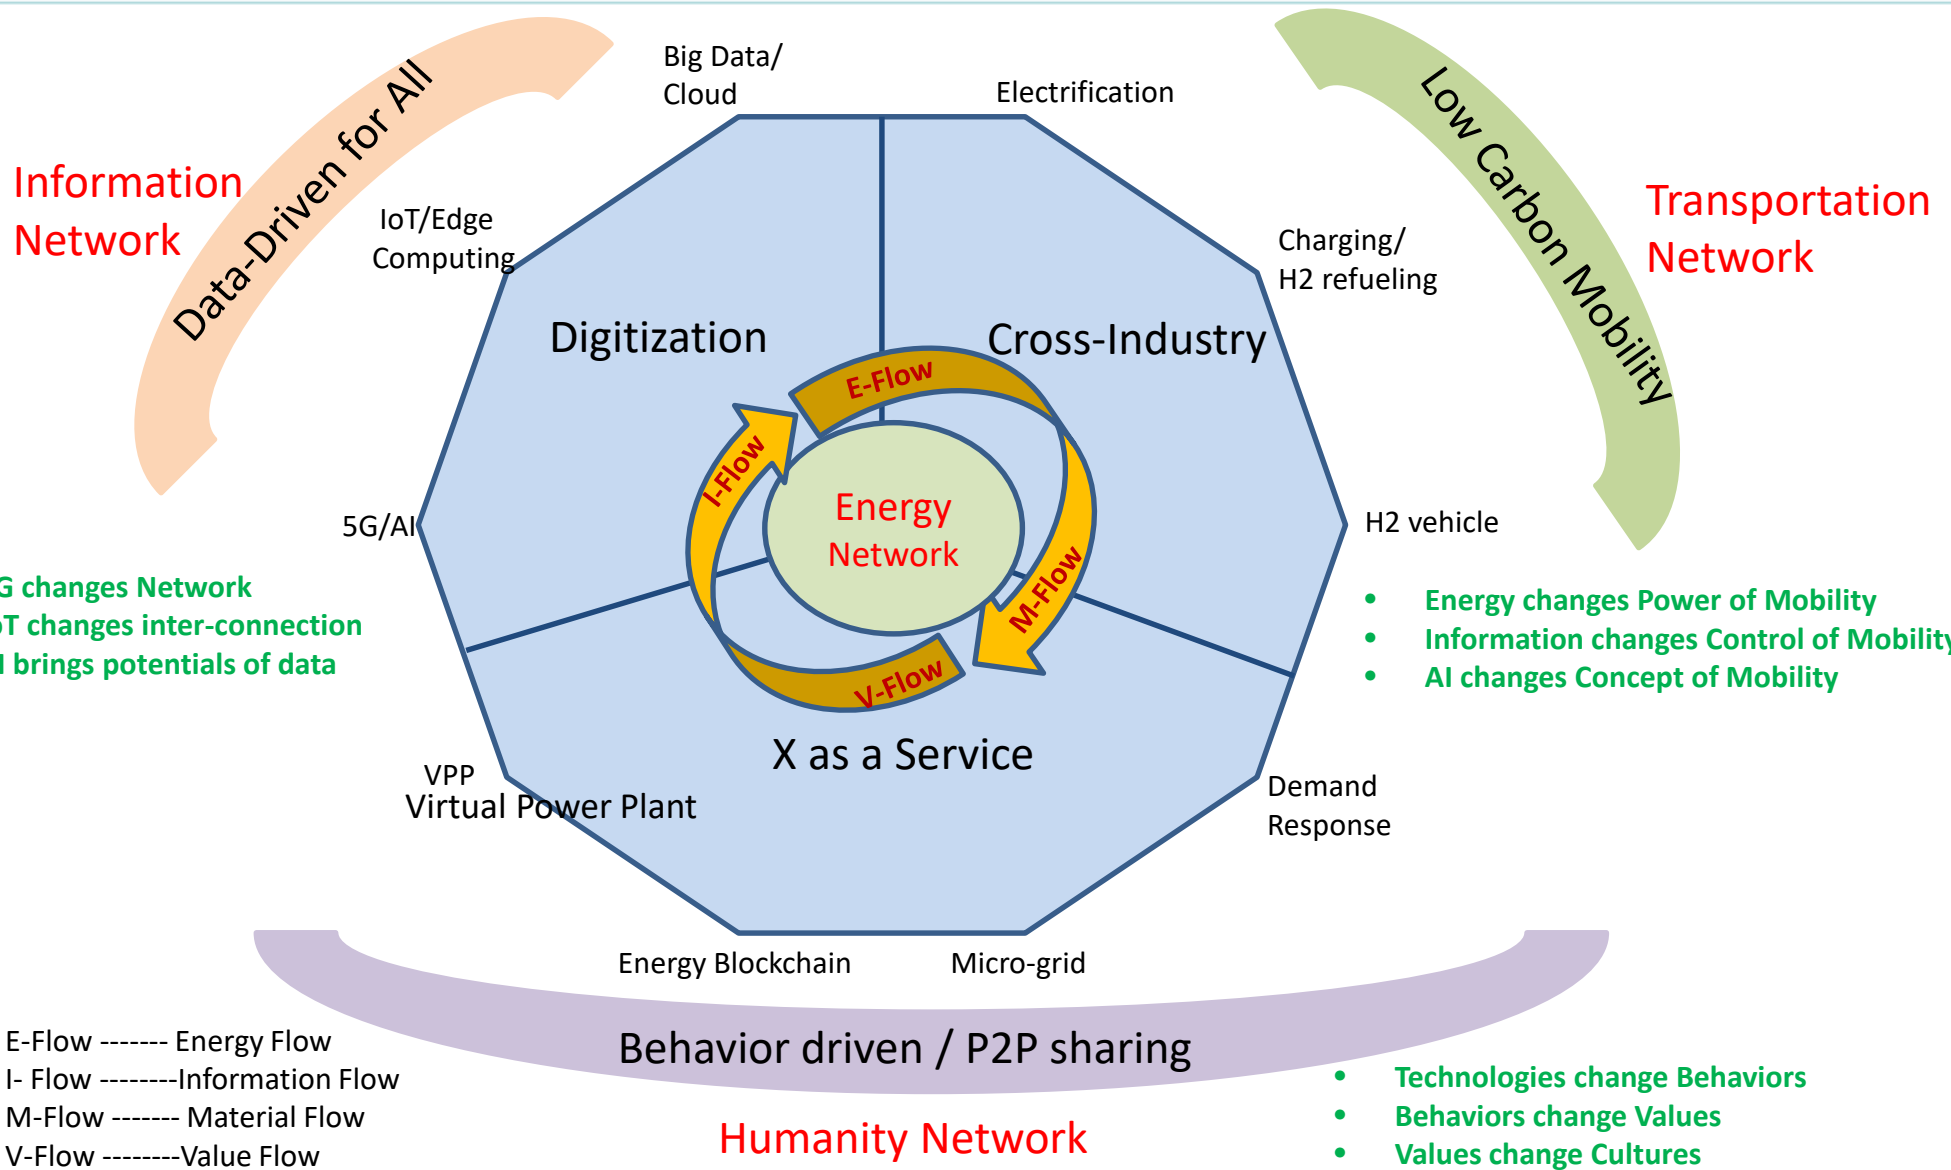 Big Data/
Cloud
Electrification
Data-Driven for All
Low Carbon Mobility
Information
Network
Transportation
Network
IoT/Edge
Computing
Charging/
H2 refueling
Digitization
Cross-Industry
E-Flow
I-Flow
Energy
Network
M-Flow
V-Flow
5G/AI
H2 vehicle
G changes Network
T changes inter-connection
brings potentials of data
Energy changes Power of Mobility
Information changes Control of Mobility
AI changes Concept of Mobility
X as a Service
VPP
Virtual Power Plant
Demand
Response
Energy Blockchain
Micro-grid
Behavior driven / P2P sharing
Humanity Network
E-Flow ------- Energy Flow
I- Flow --------Information Flow
M-Flow ------- Material Flow
V-Flow --------Value Flow
Technologies change Behaviors
Behaviors change Values
Values change Cultures